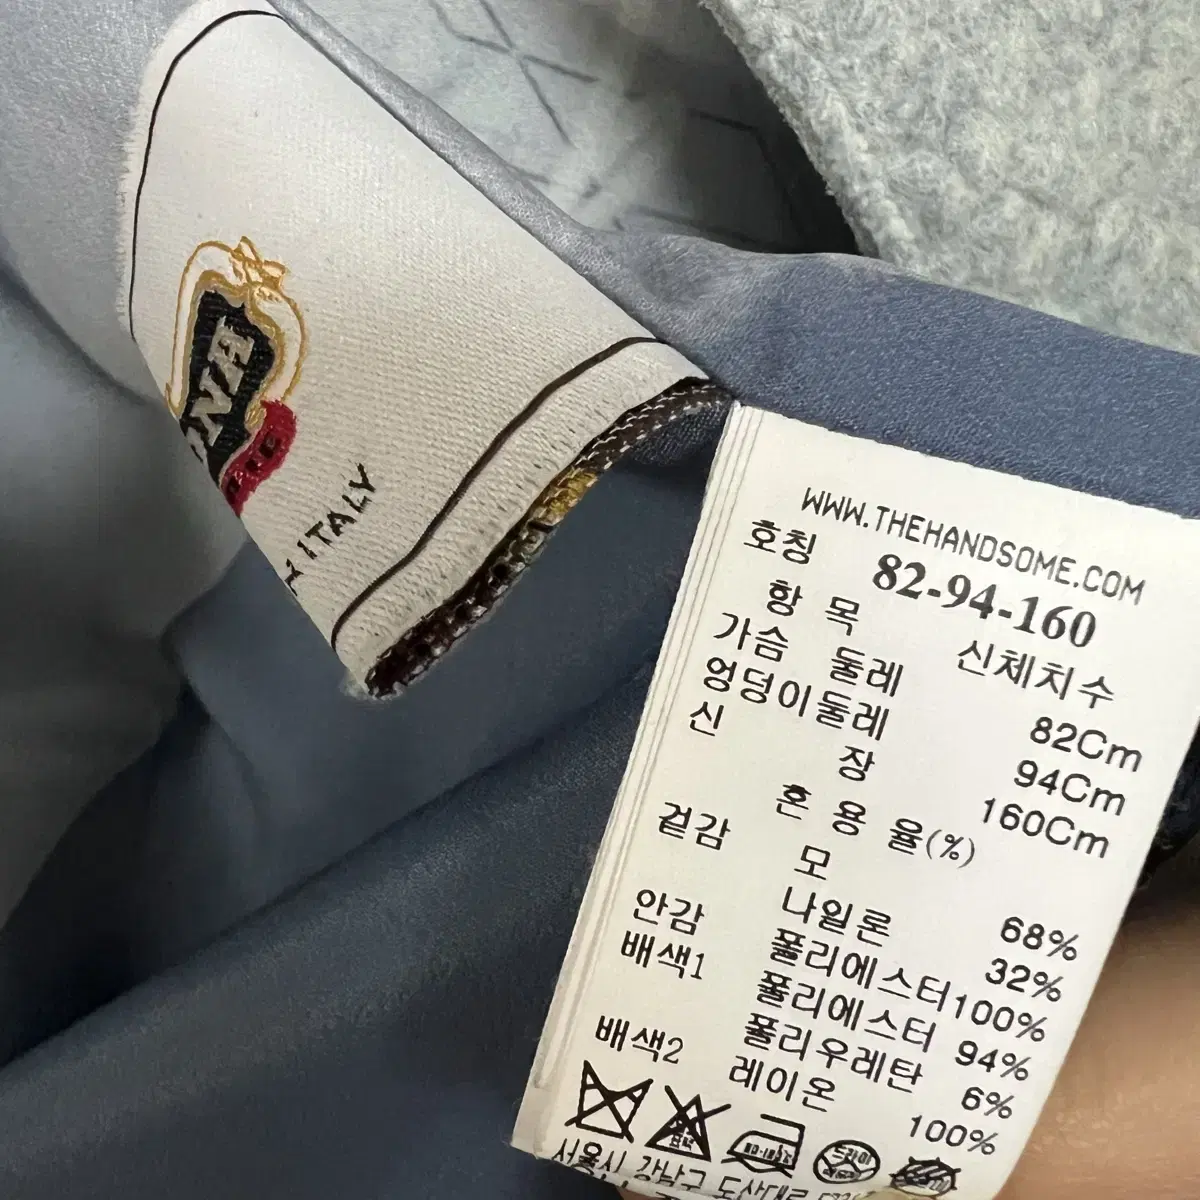 ITALY
WWW.THEHANDSOME.COM
호칭 82-94-160
항 목 신체치수
가슴 둘레 82Cm
엉덩이둘레 94Cm
신 장 160Cm
혼 용 율(%)
겉감 모 68%
나일론 32%
안감 폴리에스터 100%
배색1 폴리에스터 94%
폴리우레탄 6%
배색2 레이온 100%
드라이
서울시 강남구 도산대로